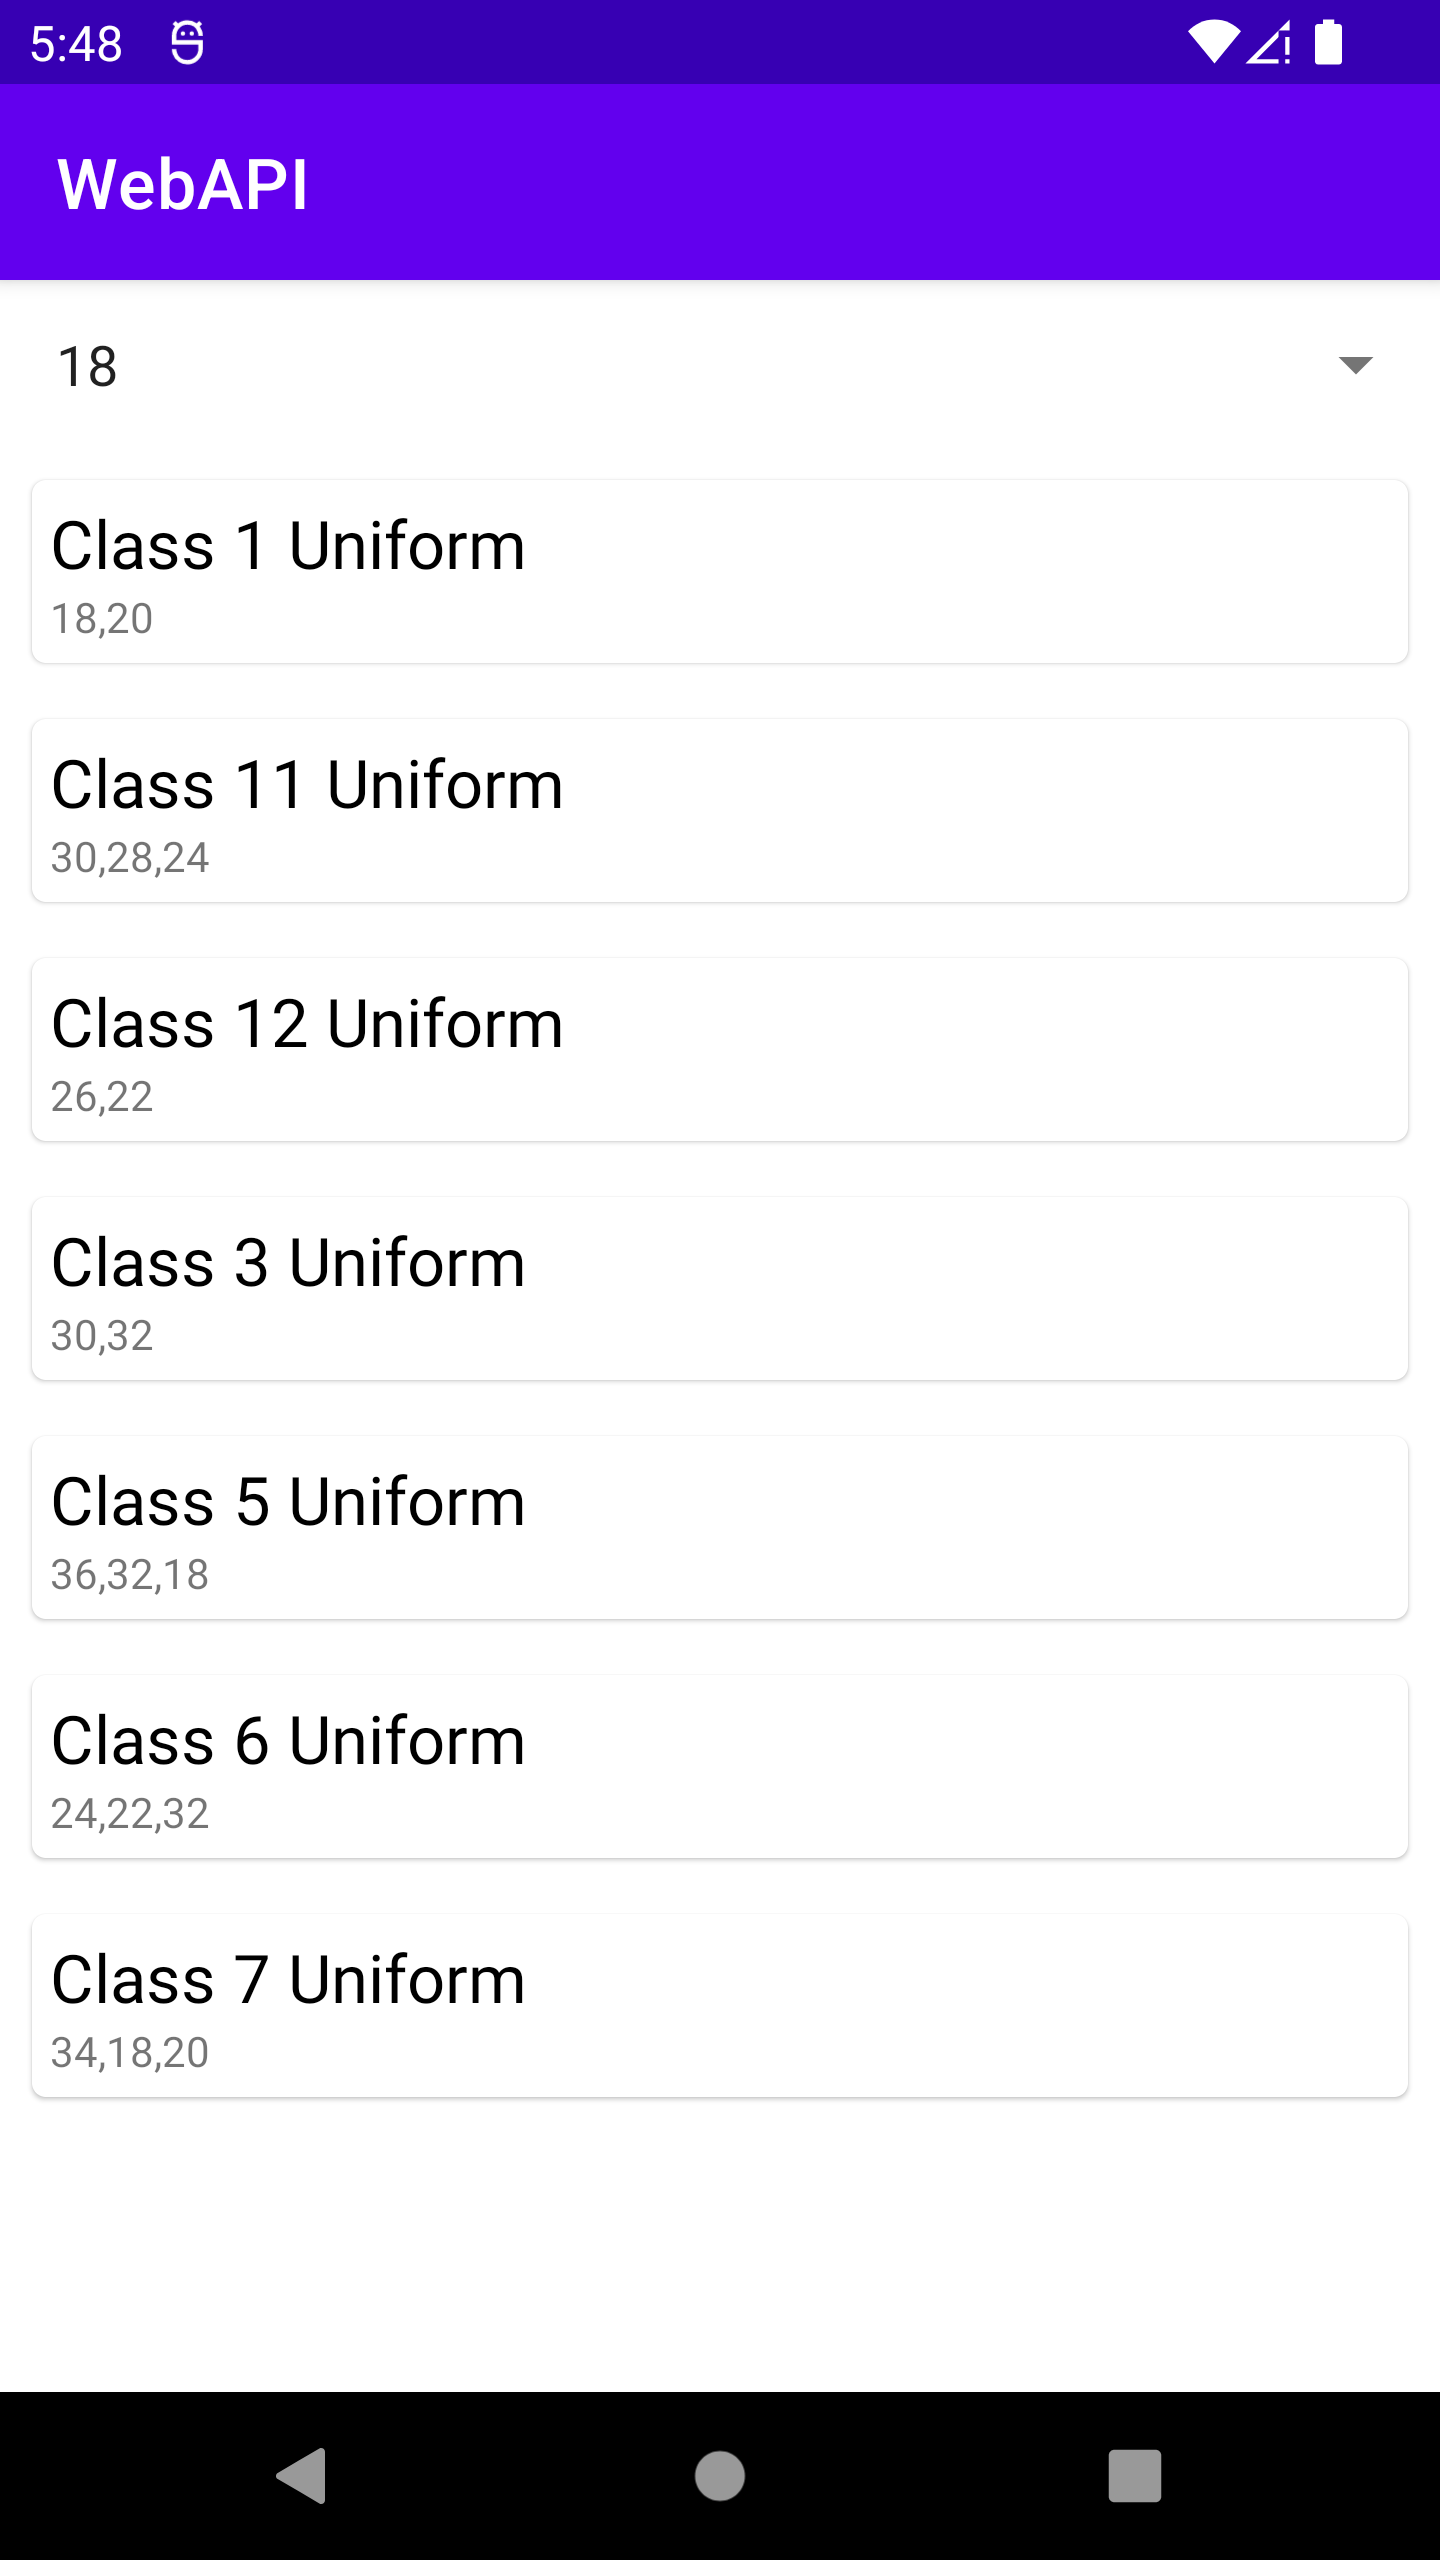 5:48
WebAPI
18
Class 1 Uniform
18,20
Class 11 Uniform
30,28,24
Class 12 Uniform
26,22
Class 3 Uniform
30,32
Class 5 Uniform
36,32,18
Class 6 Uniform
24,22,32
Class 7 Uniform
34,18,20